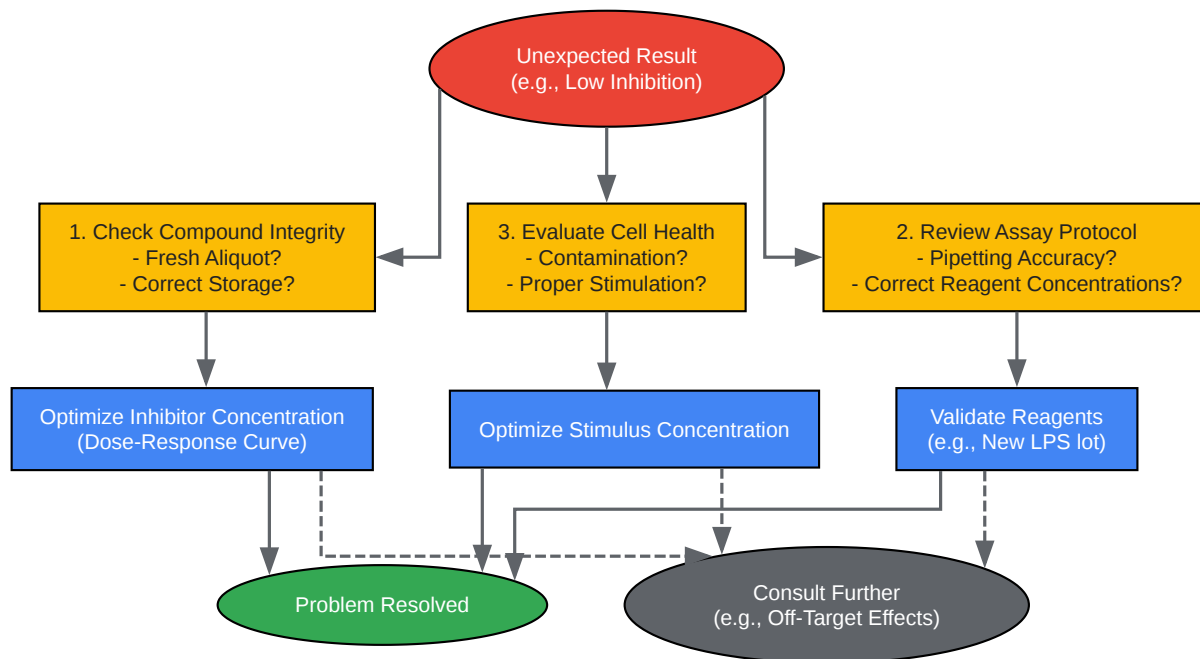 Unexpected Result
(e.g., Low Inhibition)
1. Check Compound Integrity
- Fresh Aliquot?
- Correct Storage?
3. Evaluate Cell Health
- Contamination?
- Proper Stimulation?
2. Review Assay Protocol
- Pipetting Accuracy?
- Correct Reagent Concentrations?
Optimize Inhibitor Concentration
(Dose-Response Curve)
Optimize Stimulus Concentration
Validate Reagents
(e.g., New LPS lot)
Problem Resolved
Consult Further
(e.g., Off-Target Effects)